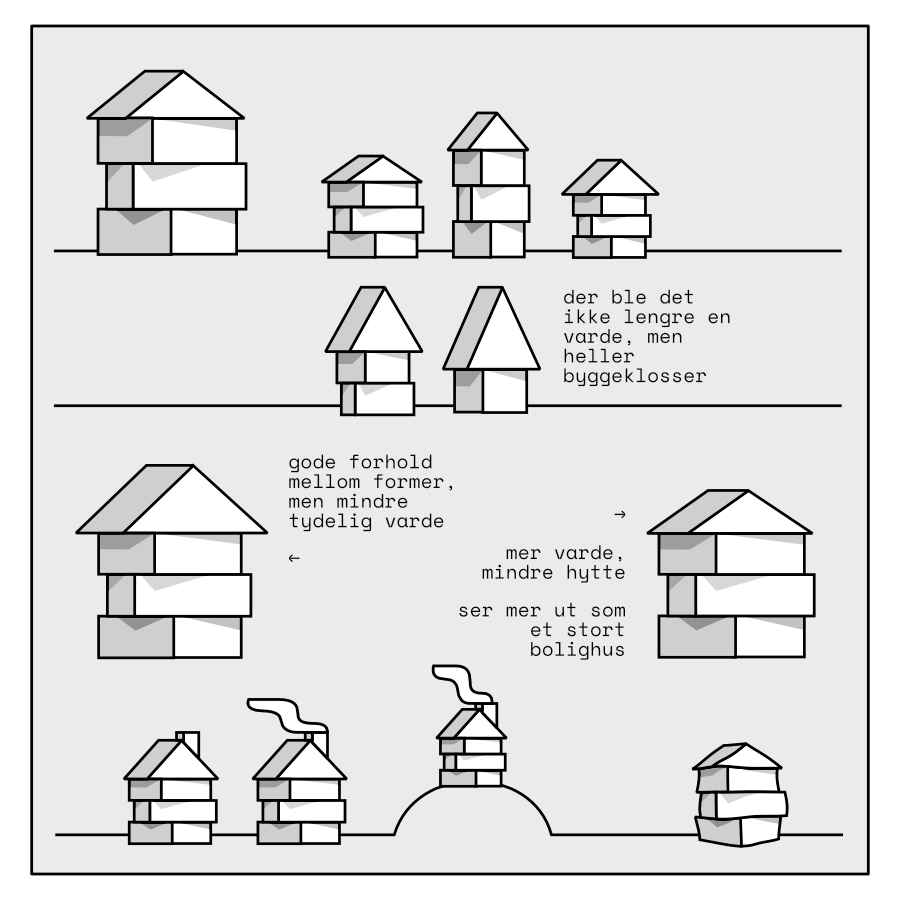 der ble det
ikke lengre en
varde, men
heller
byggeklosser
gode forhold
mellom former,
men mindre
tydelig varde
←
→
mer varde,
mindre hytte
ser mer ut som
et stort
bolighus